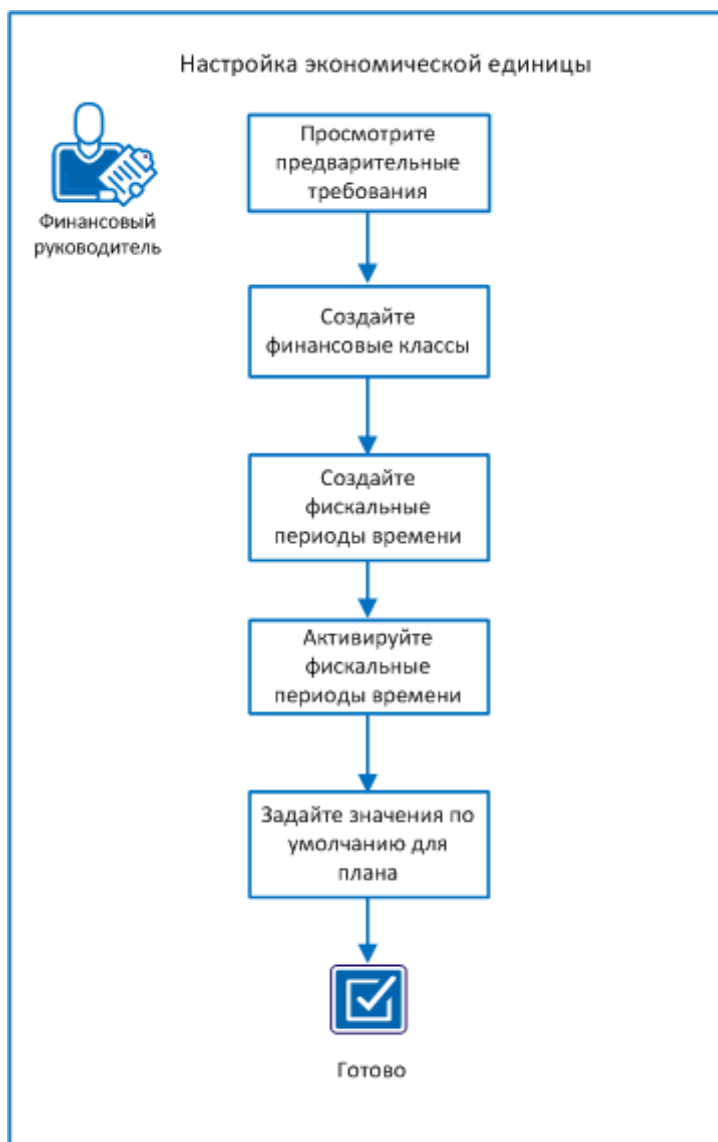 Настройка экономической единицы
Финансовый
руководитель
Просмотрите
предварительные
требования
Создайте
финансовые классы
Создайте
фискальные
периоды времени
Активируйте
фискальные
периоды времени
Задайте значения по
умолчанию для
плана
Готово